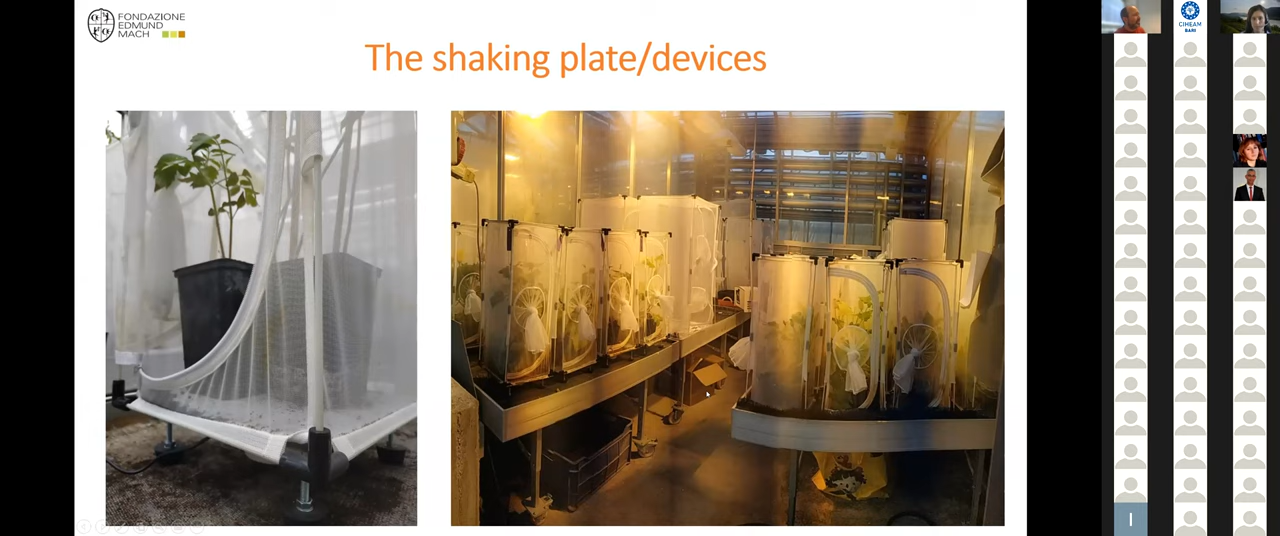 FONDAZIONE
EDMUND
MACH
The shaking plate/devices
CIHEAM
BARI
I